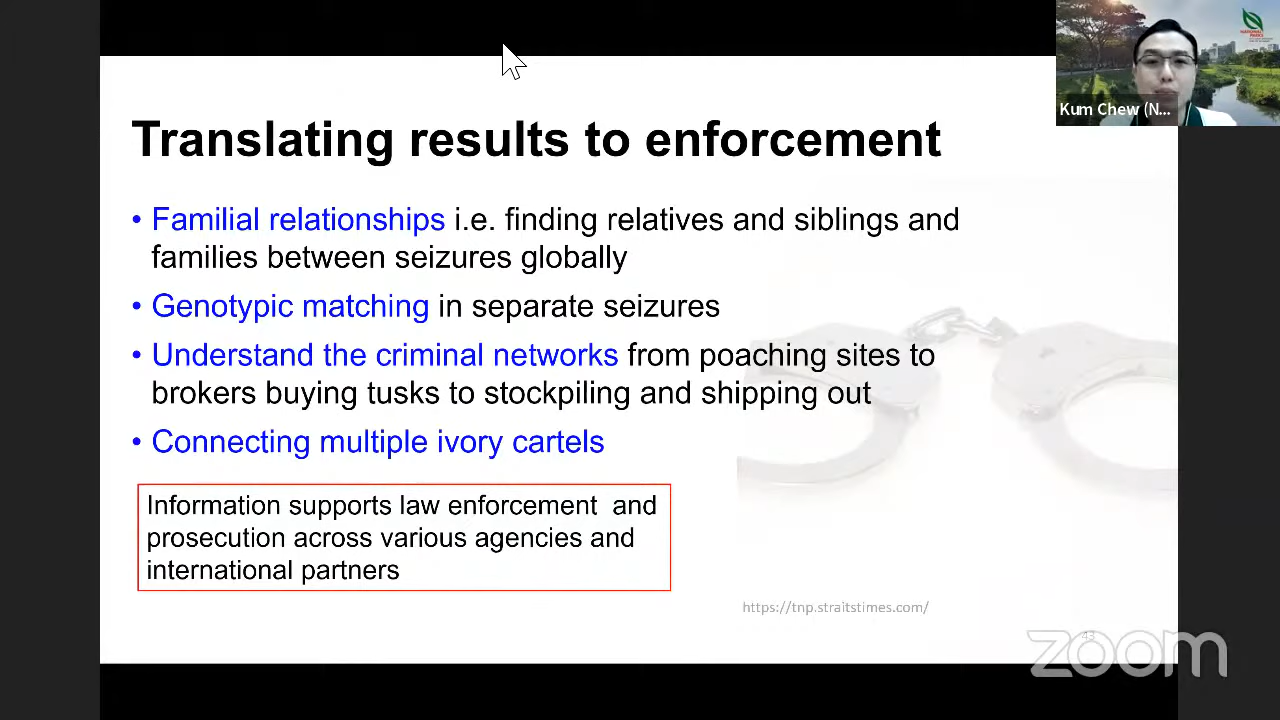 Translating results to enforcement
• Familial relationships i.e. finding relatives and siblings and
families between seizures globally
• Genotypic matching in separate seizures
• Understand the criminal networks from poaching sites to
brokers buying tusks to stockpiling and shipping out
• Connecting multiple ivory cartels
Information supports law enforcement and
prosecution across various agencies and
international partners
https://tnp.straitstimes.com/
zoom
Kum Chew (N...